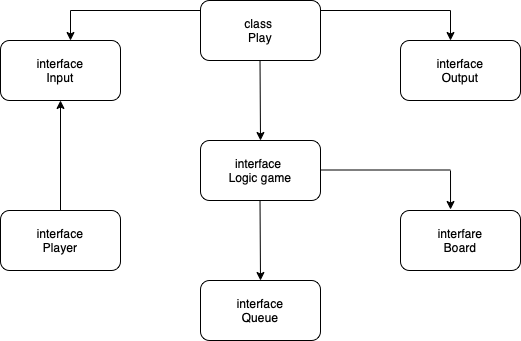 class
Play
interface
Input
interface
Output
interface
Logic game
interface
Player
interfare
Board
interface
Queue